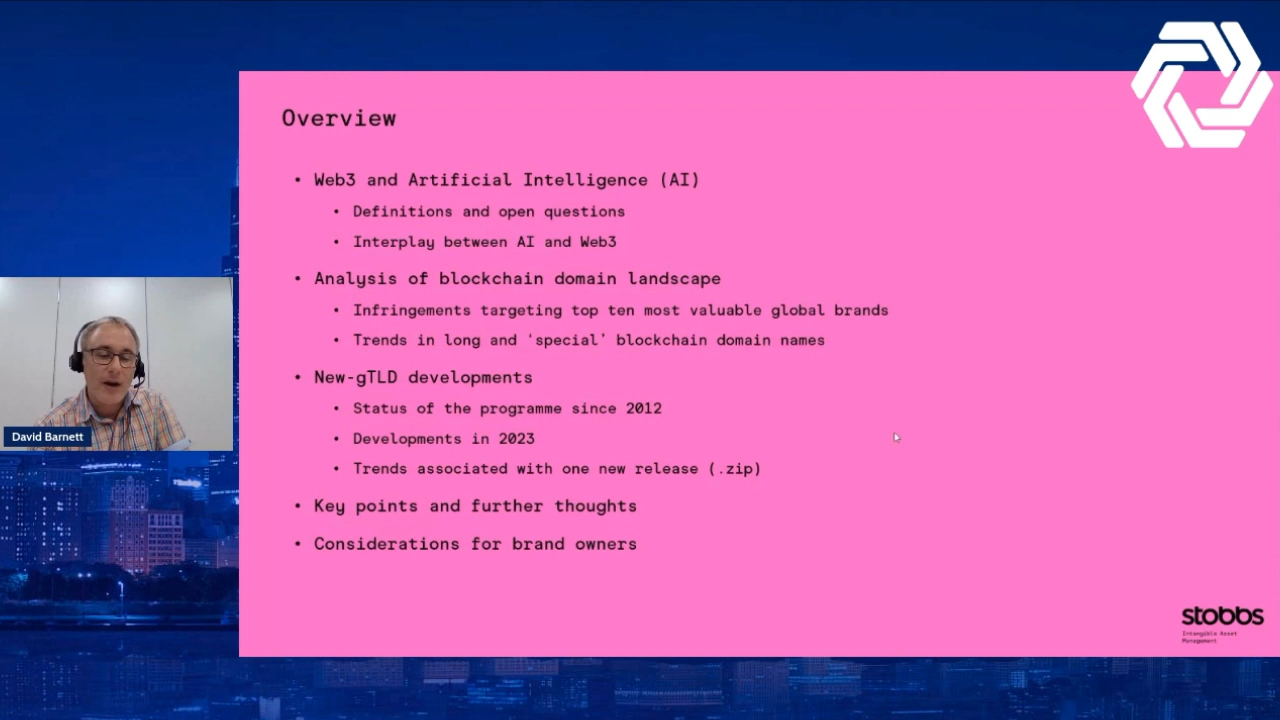 Overview
• Web3 and Artificial Intelligence (AI)
• Definitions and open questions
• Interplay between AI and Web3
• Analysis of blockchain domain landscape
• Infringements targeting top ten most valuable global brands
• Trends in long and ‘special’ blockchain domain names
• New-gTLD developments
• Status of the programme since 2012
• Developments in 2023
• Trends associated with one new release (.zip)
• Key points and further thoughts
• Considerations for brand owners
David Barnett
stobbs
Intangible Asset
Management